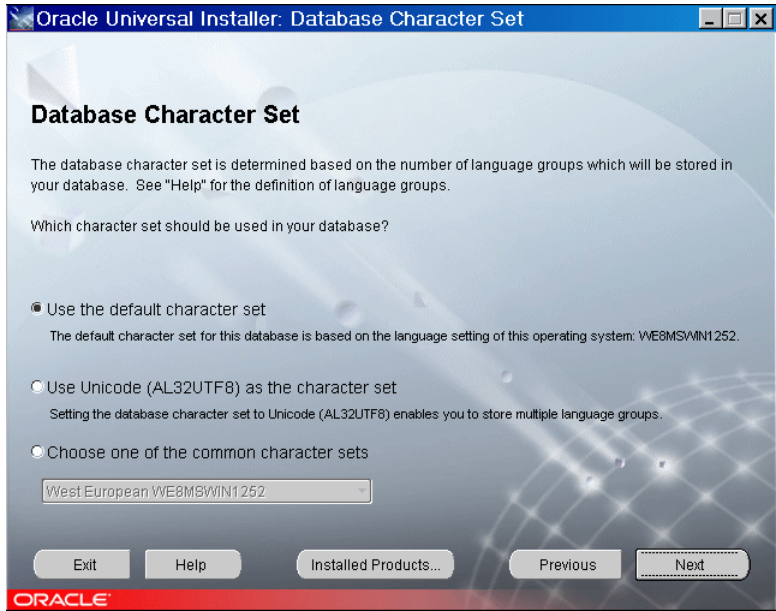 Oracle Universal Installer: Database Character Set
Database Character Set
The database character set is determined based on the number of language groups which will be stored in
your database. See "Help" for the definition of language groups.
Which character set should be used in your database?
Use the default character set
The default character set for this database is based on the language setting of this operating system: WE8MSWIN1252.
Use Unicode (AL32UTF8) as the character set
Setting the database character set to Unicode (AL32UTF8) enables you to store multiple language groups.
Choose one of the common character sets
West European WE8MSWIN1252
Exit Help Installed Products... Previous Next
ORACLE